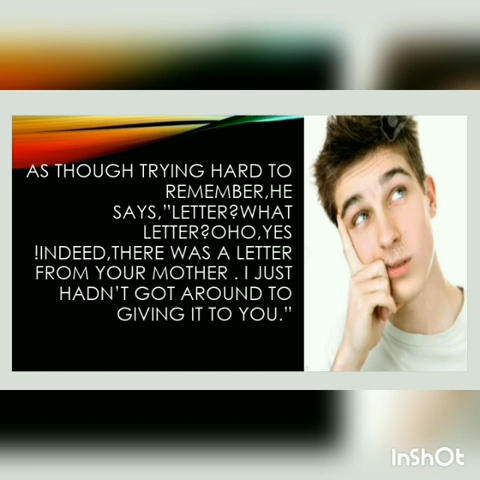 AS THOUGH TRYING HARD TO
REMEMBER,HE
SAYS,"LETTER?WHAT
LETTER?OHO,YES
!INDEED,THERE WAS A LETTER
FROM YOUR MOTHER . I JUST
HADN'T GOT AROUND TO
GIVING IT TO YOU."
InShOt